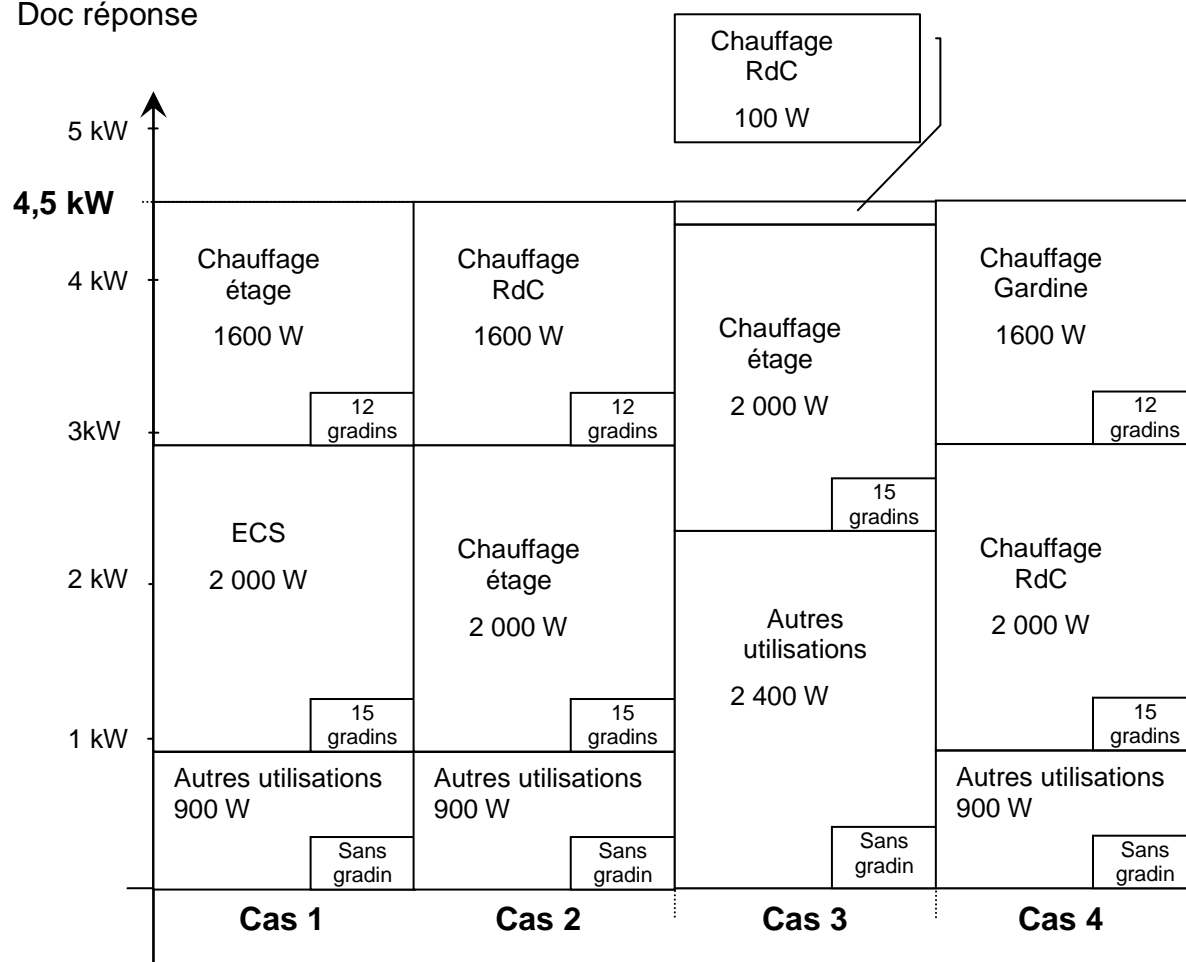 Doc réponse
Chauffage
RdC
100 W
5 kW
4,5 kW
4 kW
3kW
2 kW
1 kW
Chauffage
étage
1600 W
12
gradins
ECS
2 000 W
15
gradins
Autres utilisations
900 W
Sans
gradin
Cas 1
Chauffage
RdC
1600 W
12
gradins
Chauffage
étage
2 000 W
15
gradins
Autres utilisations
900 W
Sans
gradin
Cas 2
Chauffage
étage
2 000 W
15
gradins
Autres
utilisations
2 400 W
Sans
gradin
Cas 3
Chauffage
Gardine
1600 W
12
gradins
Chauffage
RdC
2 000 W
15
gradins
Autres utilisations
900 W
Sans
gradin
Cas 4